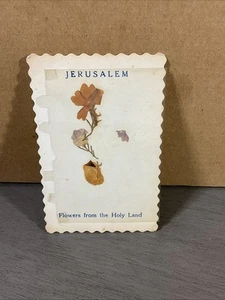 JERUSALEM
Flowers from the Holy Land